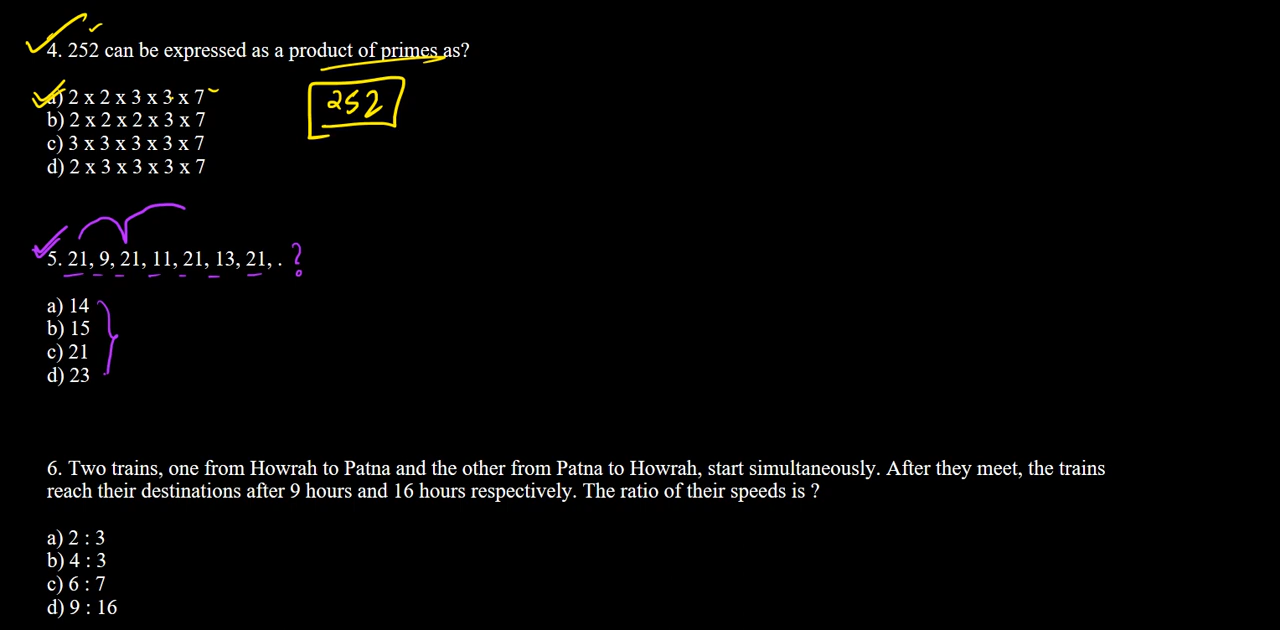 4. 252 can be expressed as a product of primes as?
a) 2 x 2 x 3 x 3 x 7
252
b) 2 x 2 x 2 x 3 x 7
c) 3 x 3 x 3 x 3 x 7
d) 2 x 3 x 3 x 3 x 7
5. 21, 9, 21, 11, 21, 13, 21, . ?
a) 14
b) 15
c) 21
d) 23
6. Two trains, one from Howrah to Patna and the other from Patna to Howrah, start simultaneously. After they meet, the trains
reach their destinations after 9 hours and 16 hours respectively. The ratio of their speeds is ?
a) 2 : 3
b) 4 : 3
c) 6 : 7
d) 9 : 16